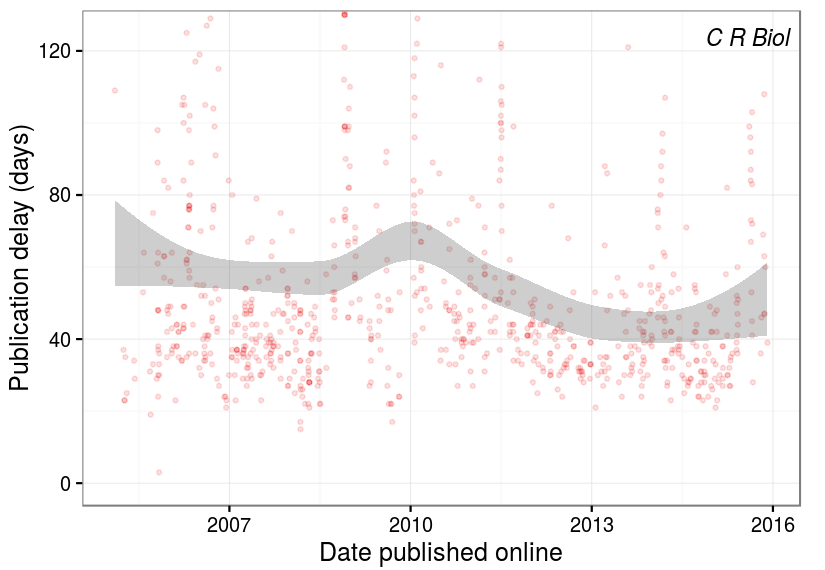 C R Biol
120
80
40
0
Publication delay (days)
2007 2010 2013 2016
Date published online